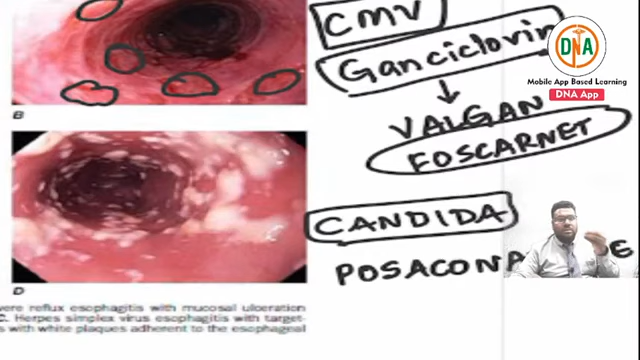 CMV
Ganciclovir
VALGAN
FOSCARNET
DNA
Mobile App Based Learning
DNA App
B
CANDIDA
POSACONA E
D
vere reflux esophagitis with mucosal ulceration
C. Herpes simplex virus esophagitis with target-
s with white plaques adherent to the esophageal